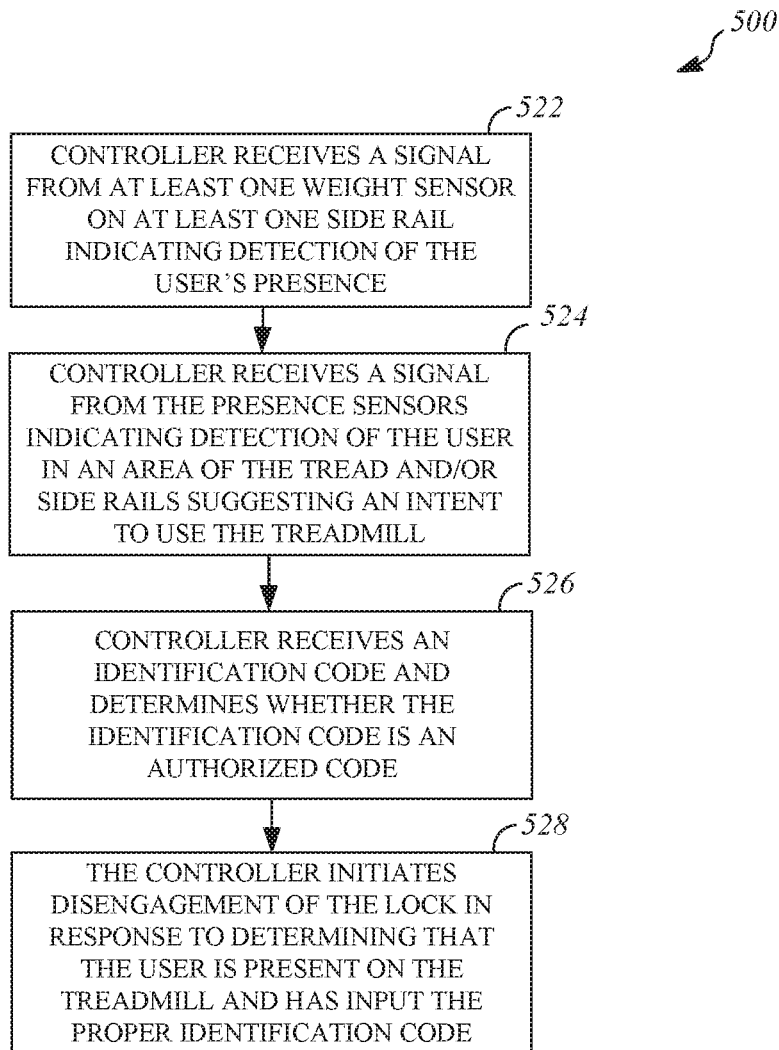 500
522
CONTROLLER RECEIVES A SIGNAL
FROM AT LEAST ONE WEIGHT SENSOR
ON AT LEAST ONE SIDE RAIL
INDICATING DETECTION OF THE
USER'S PRESENCE
524
CONTROLLER RECEIVES A SIGNAL
FROM THE PRESENCE SENSORS
INDICATING DETECTION OF THE USER
IN AN AREA OF THE TREAD AND/OR
SIDE RAILS SUGGESTING AN INTENT
TO USE THE TREADMILL
526
CONTROLLER RECEIVES AN
IDENTIFICATION CODE AND
DETERMINES WHETHER THE
IDENTIFICATION CODE IS AN
AUTHORIZED CODE
528
THE CONTROLLER INITIATES
DISENGAGEMENT OF THE LOCK IN
RESPONSE TO DETERMINING THAT
THE USER IS PRESENT ON THE
TREADMILL AND HAS INPUT THE
PROPER IDENTIFICATION CODE